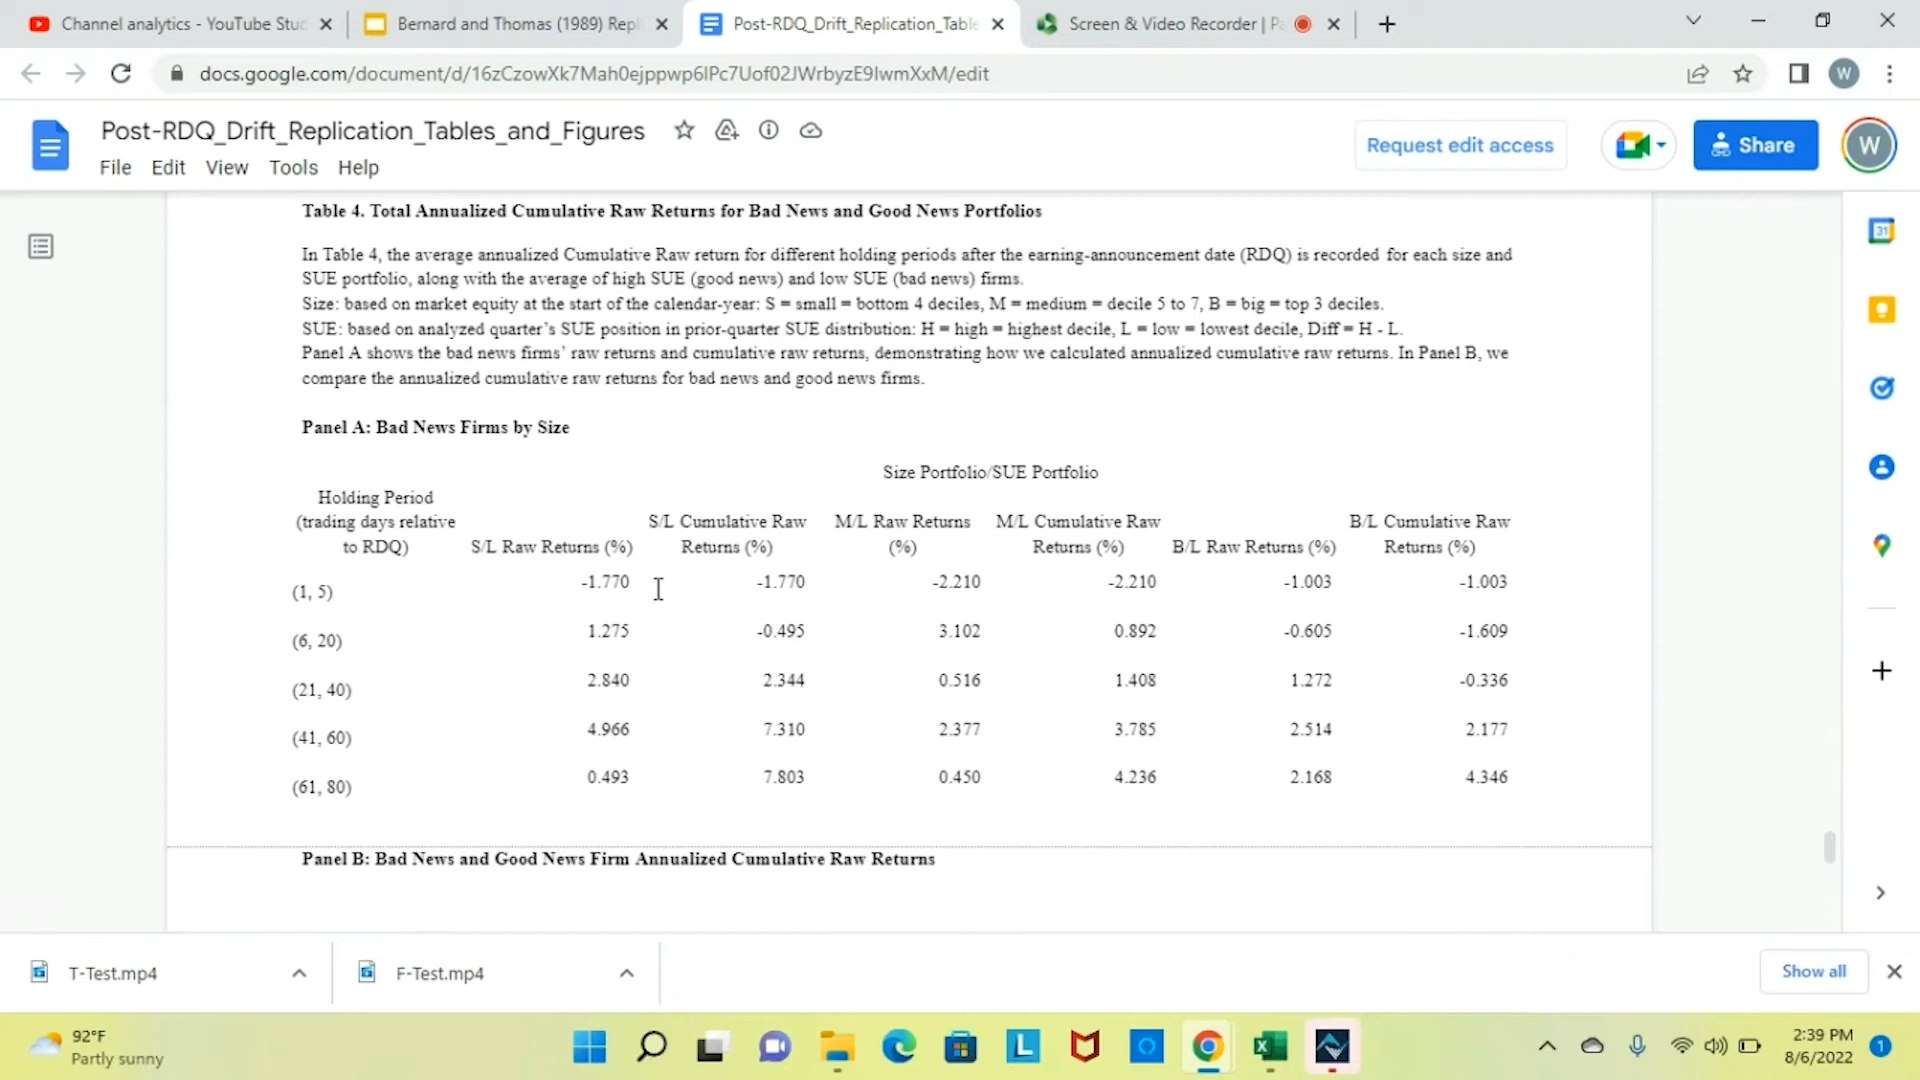 Channel analytics - YouTube Stud
Bernard and Thomas (1989) Repli
Post-RDQ_Drift_Replication_Table
Screen & Video Recorder | Pa
docs.google.com/document/d/16zCzowXk7Mah0ejppwp6lPc7Uof02JWrbyzE9IwmXxM/edit
W
Post-RDQ_Drift_Replication_Tables_and_Figures
File Edit View Tools Help
Request edit access
Share
W
31
Table 4. Total Annualized Cumulative Raw Returns for Bad News and Good News Portfolios
In Table 4, the average annualized Cumulative Raw return for different holding periods after the earning-announcement date (RDQ) is recorded for each size and
SUE portfolio, along with the average of high SUE (good news) and low SUE (bad news) firms.
Size: based on market equity at the start of the calendar-year: S = small = bottom 4 deciles, M = medium = decile 5 to 7, B = big = top 3 deciles.
SUE: based on analyzed quarter's SUE position in prior-quarter SUE distribution: H = high = highest decile, L = low = lowest decile, Diff = H - L.
Panel A shows the bad news firms' raw returns and cumulative raw returns, demonstrating how we calculated annualized cumulative raw returns. In Panel B, we
compare the annualized cumulative raw returns for bad news and good news firms.
Panel A: Bad News Firms by Size
Size Portfolio/SUE Portfolio
Holding Period
(trading days relative S/L Cumulative Raw M/L Raw Returns M/L Cumulative Raw B/L Cumulative Raw
to RDQ) S/L Raw Returns (%) Returns (%) (%) Returns (%) B/L Raw Returns (%) Returns (%)
(1, 5) -1.770 -1.770 -2.210 -2.210 -1.003 -1.003
(6, 20) 1.275 -0.495 3.102 0.892 -0.605 -1.609
(21, 40) 2.840 2.344 0.516 1.408 1.272 -0.336
(41, 60) 4.966 7.310 2.377 3.785 2.514 2.177
(61, 80) 0.493 7.803 0.450 4.236 2.168 4.346
Panel B: Bad News and Good News Firm Annualized Cumulative Raw Returns
T-Test.mp4
F-Test.mp4
Show all
92°F
Partly sunny
L
2:39 PM
8/6/2022
1